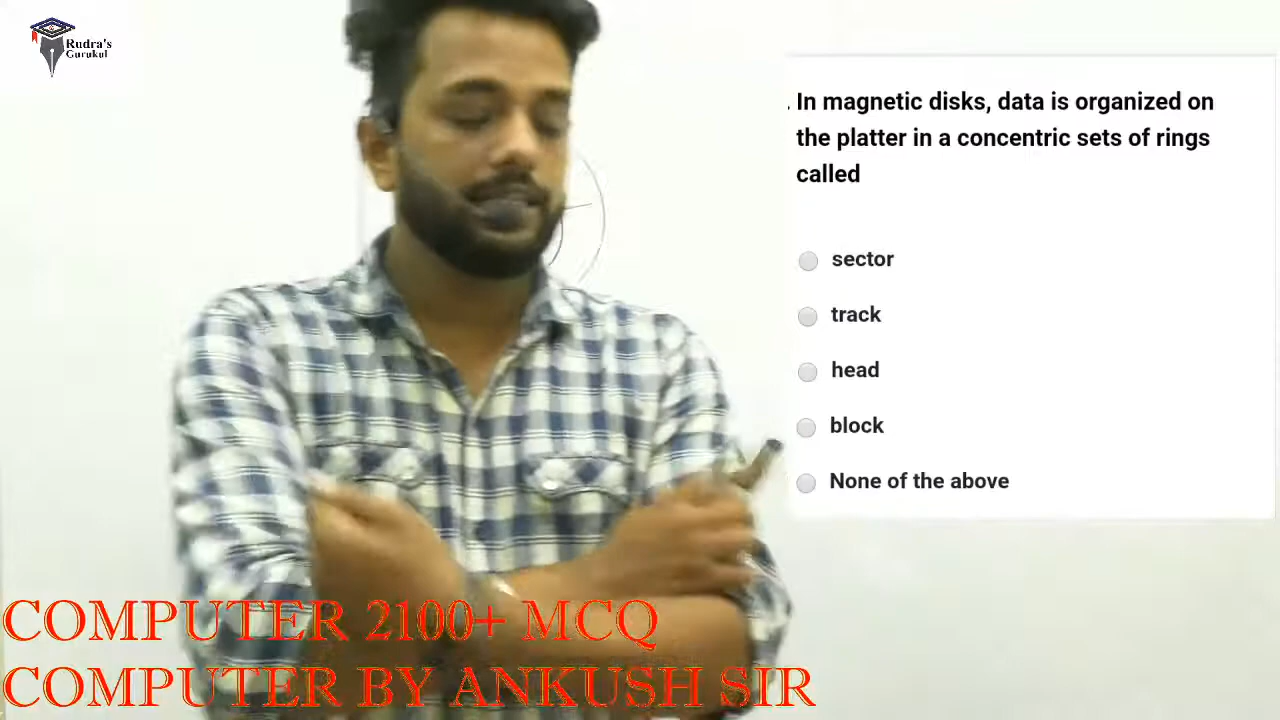 Rudra's
Gurukul
. In magnetic disks, data is organized on
the platter in a concentric sets of rings
called
sector
track
head
block
None of the above
COMPUTER 2100+ MCQ
COMPUTER BY ANKUSH SIR